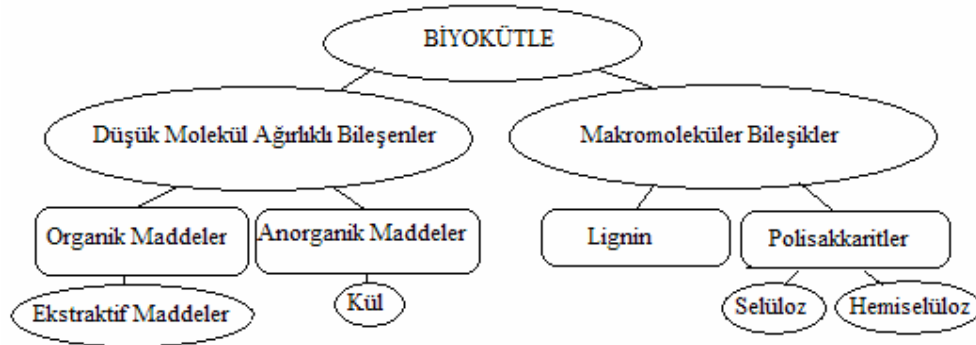 BİYOKÜTLE
Düşük Molekül Ağırlıklı Bileşenler
Makromoleküler Bileşikler
Organik Maddeler
Anorganik Maddeler
Lignin
Polisakkaritler
Ekstraktif Maddeler
Kül
Selüloz
Hemiselüloz